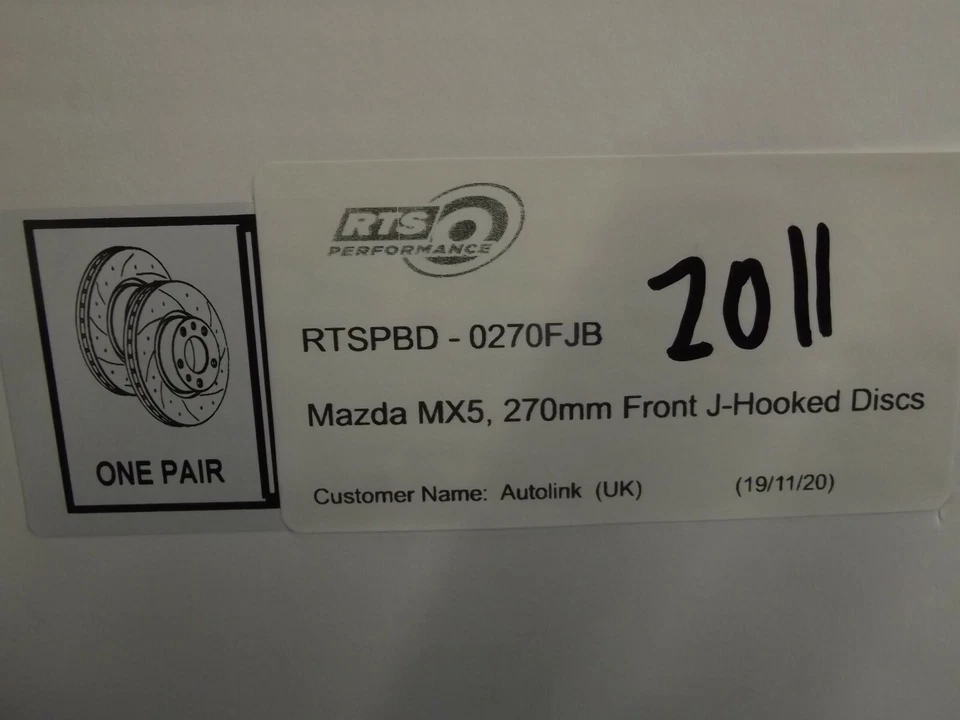 RTS
PERFORMANCE
2011
RTSPBD - 0270FJB
Mazda MX5, 270mm Front J-Hooked Discs
ONE PAIR
Customer Name: Autolink (UK) (19/11/20)